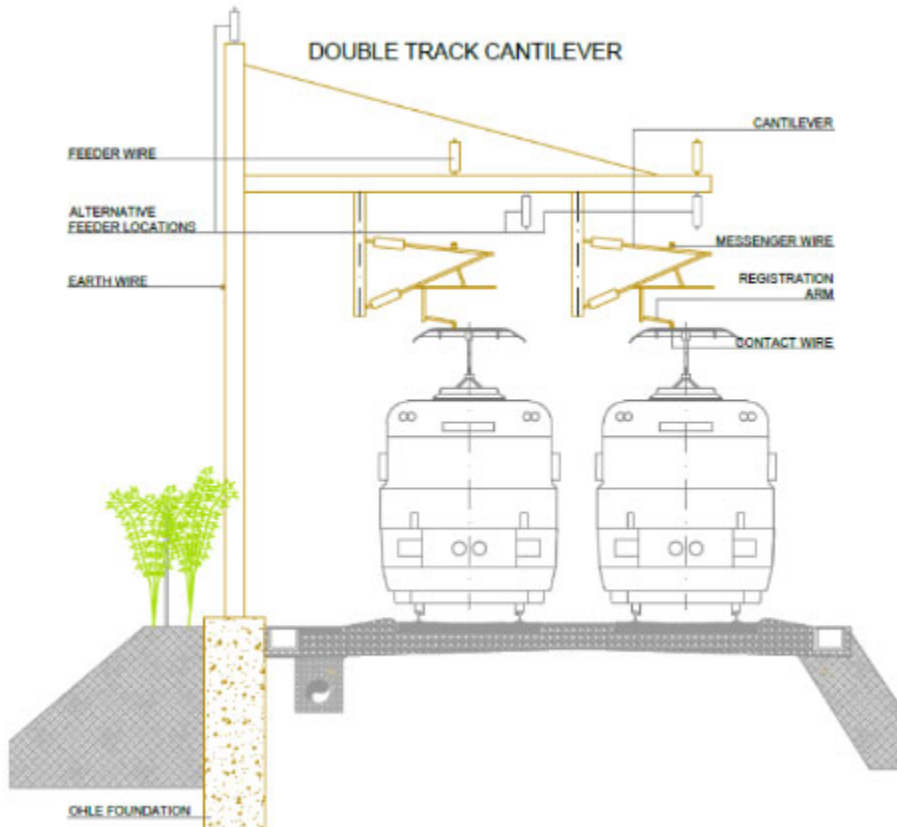 DOUBLE TRACK CANTILEVER
CANTILEVER
FEEDER WIRE
ALTERNATIVE
FEEDER LOCATIONS
MESSENGER WIRE
EARTH WIRE
REGISTRATION
ARM
CONTACT WIRE
OHLE FOUNDATION